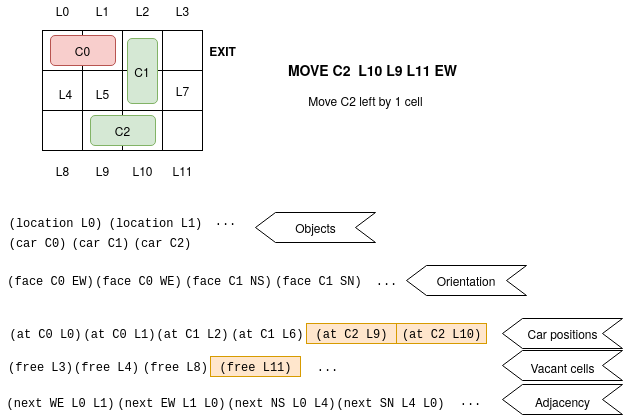 L0 L1 L2 L3
C0 C1 EXIT
MOVE C2 L10 L9 L11 EW
L4 L5 L7
Move C2 left by 1 cell
C2
L8 L9 L10 L11
(location L0) (location L1) ...
(car C0) (car C1) (car C2)
Objects
(face C0 EW) (face C0 WE) (face C1 NS) (face C1 SN) ... Orientation
(at C0 L0) (at C0 L1) (at C1 L2) (at C1 L6) (at C2 L9) (at C2 L10) Car positions
(free L3) (free L4) (free L8) (free L11) ... Vacant cells
(next WE L0 L1) (next EW L1 L0) (next NS L0 L4) (next SN L4 L0) ... Adjacency